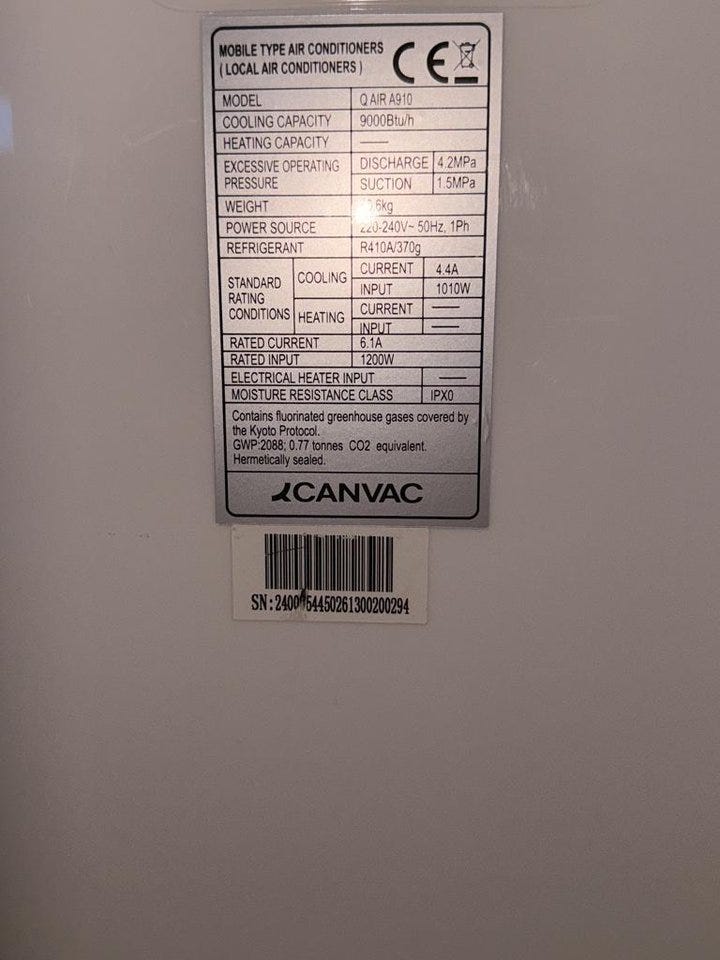 MOBILE TYPE AIR CONDITIONERS
( LOCAL AIR CONDITIONERS )
CE
MODEL Q AIR A910
COOLING CAPACITY 9000Btu/h
HEATING CAPACITY —
EXCESSIVE OPERATING PRESSURE DISCHARGE 4.2MPa
SUCTION 1.5MPa
WEIGHT
POWER SOURCE 220-240V~ 50Hz, 1Ph
REFRIGERANT R410A/370g
STANDARD RATING CONDITIONS COOLING CURRENT 4.4A
INPUT 1010W
HEATING CURRENT —
INPUT —
RATED CURRENT 6.1A
RATED INPUT 1200W
ELECTRICAL HEATER INPUT —
MOISTURE RESISTANCE CLASS IPX0
Contains fluorinated greenhouse gases covered by
the Kyoto Protocol.
GWP:2088; 0.77 tonnes CO2 equivalent.
Hermetically sealed.
CANVAC
SN: